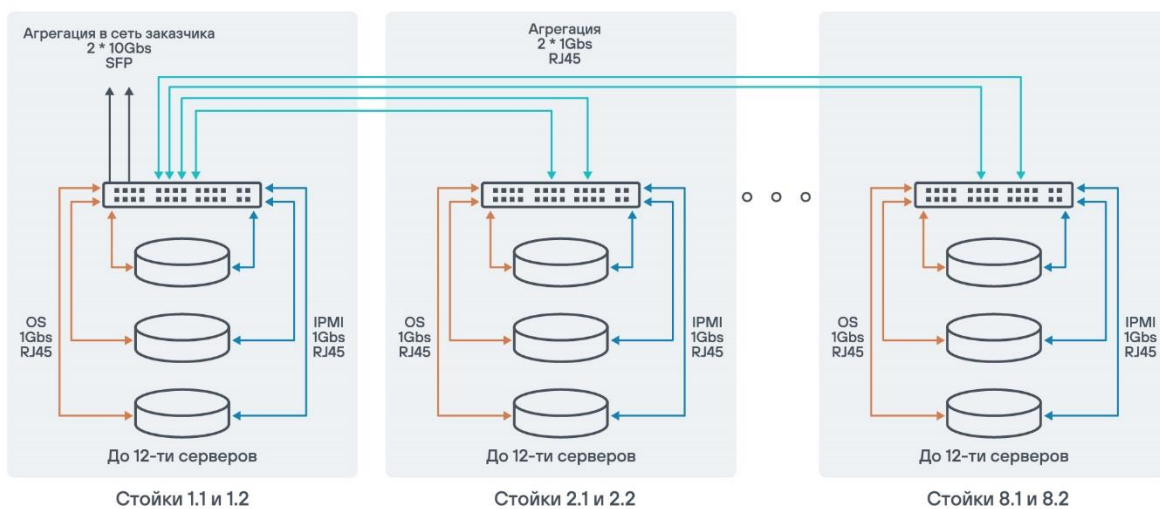 Агрегация в сеть заказчика
2 * 10Gbs
SFP
Агрегация
2 * 1Gbs
RJ45
OS
1Gbs
RJ45
IPMI
1Gbs
RJ45
OS
1Gbs
RJ45
IPMI
1Gbs
RJ45
OS
1Gbs
RJ45
IPMI
1Gbs
RJ45
До 12-ти серверов
До 12-ти серверов
До 12-ти серверов
Стойки 1.1 и 1.2
Стойки 2.1 и 2.2
Стойки 8.1 и 8.2